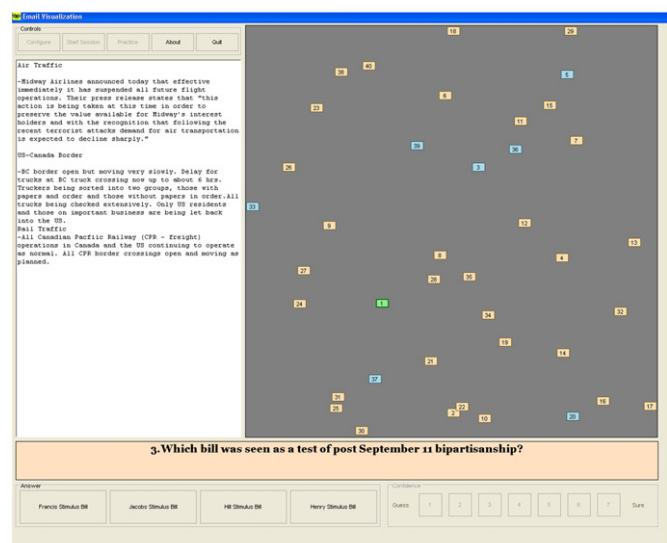 Email Visualization
Controls
Configure Start Session Practice About Quit
Air Traffic
-Midway Airlines announced today that effective
immediately it has suspended all future flight
operations. Their press release states that "this
action is being taken at this time in order to
preserve the value available for Midway's interest
holders and with the recognition that following the
recent terrorist attacks demand for air transportation
is expected to decline sharply."
US-Canada Border
-BC border open but moving very slowly. Delay for
trucks at BC truck crossing now up to about 6 hrs.
Truckers being sorted into two groups, those with
papers and order and those without papers in order.All
trucks being checked extensively. Only US residents
and those on important business are being let back
into the US.
Rail Traffic
-All Canadian Pacfiic Railway (CPR - freight)
operations in Canada and the US continuing to operate
as normal. All CPR border crossings open and moving as
planned.
18 29
40
38 5
6
23 15
11
7
39 36
26 3
33
9 12
13
8 4
27
28 35
24 1
34 32
19
14
21
37
31 16
25 22 17
2 20
10
30
3.Which bill was seen as a test of post September 11 bipartisanship?
Answer
Francis Stimulus Bill Jacobs Stimulus Bill Hill Stimulus Bill Henry Stimulus Bill
Confidence
Guess 1 2 3 4 5 6 7 Sure